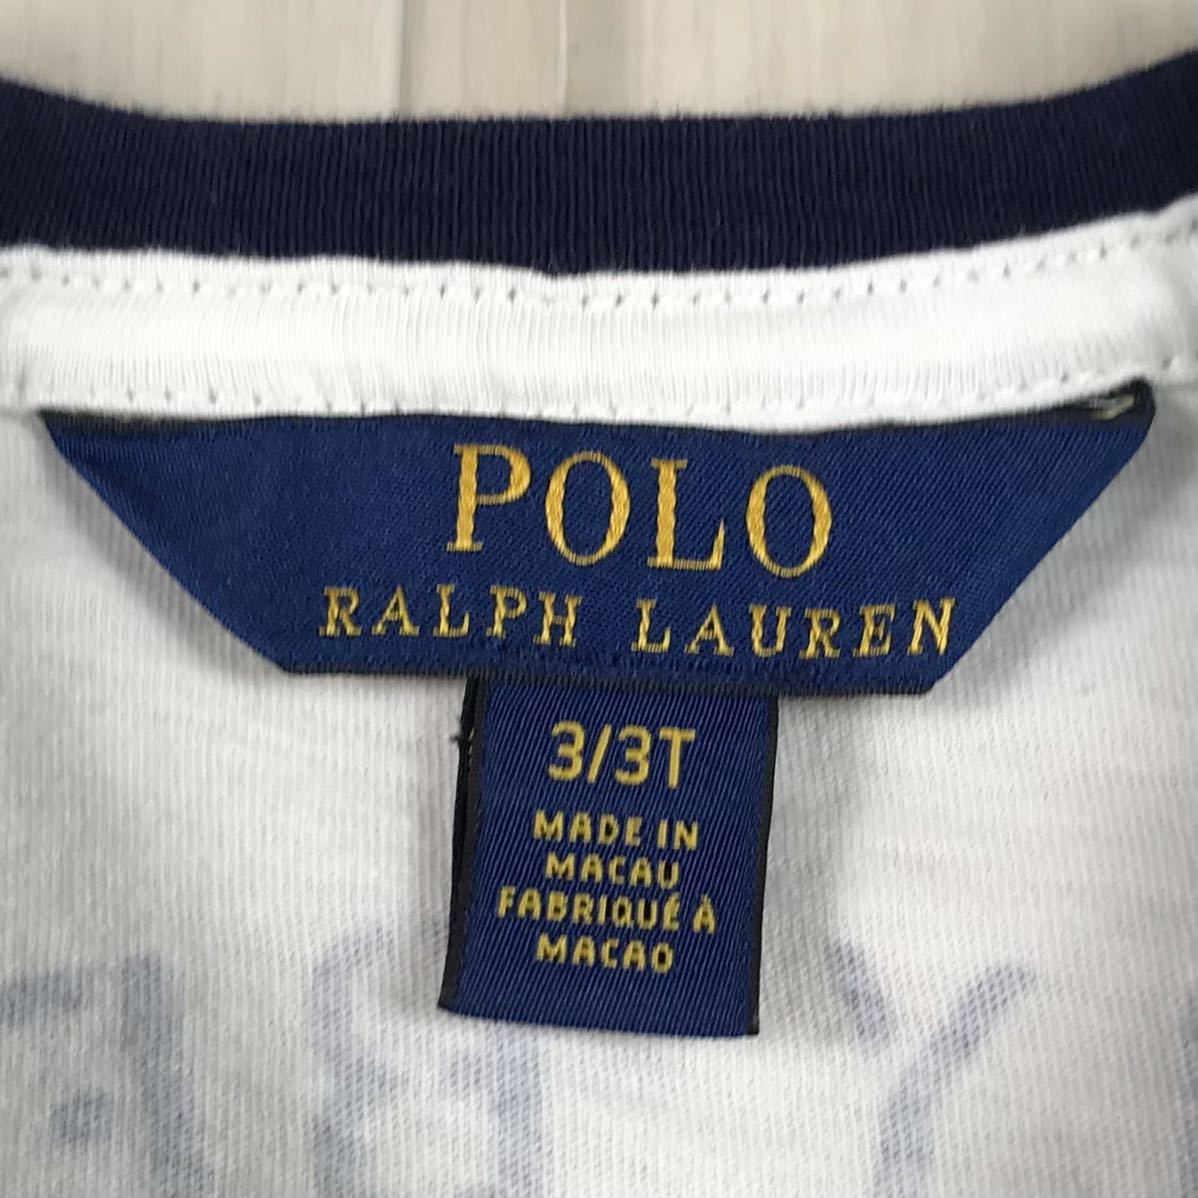 POLO
RALPH LAUREN
3/3T
MADE IN
MACAU
FABRIQUÉ À
MACAO